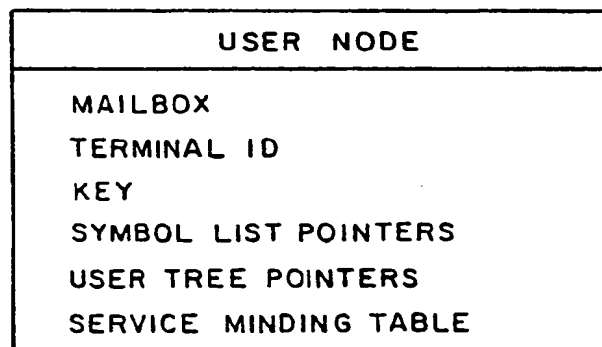 USER NODE
MAILBOX
TERMINAL ID
KEY
SYMBOL LIST POINTERS
USER TREE POINTERS
SERVICE MINDING TABLE